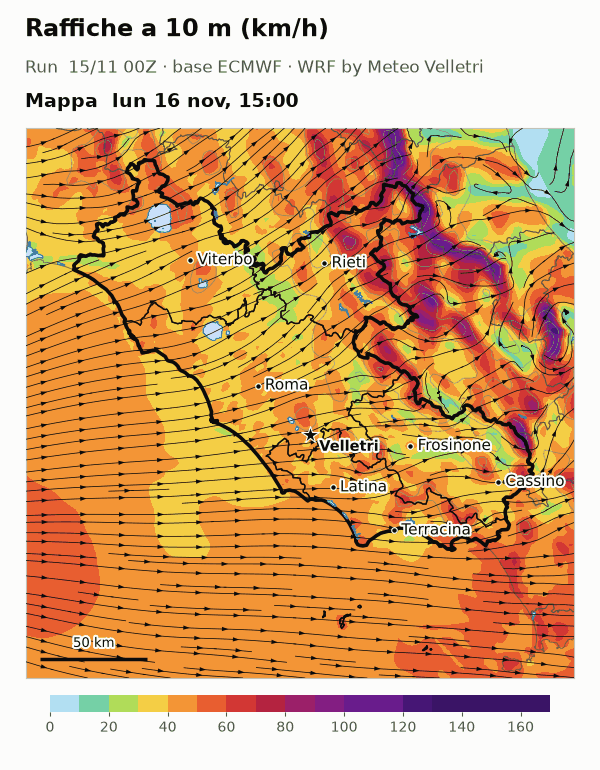 Raffiche a 10 m (km/h)
Run  15/11 00Z · base ECMWF · WRF by Meteo Velletri
Mappa  lun 16 nov, 15:00
Viterbo
Rieti
Roma
Velletri
Frosinone
Cassino
Latina
Terracina
50 km
0 20 40 60 80 100 120 140 160